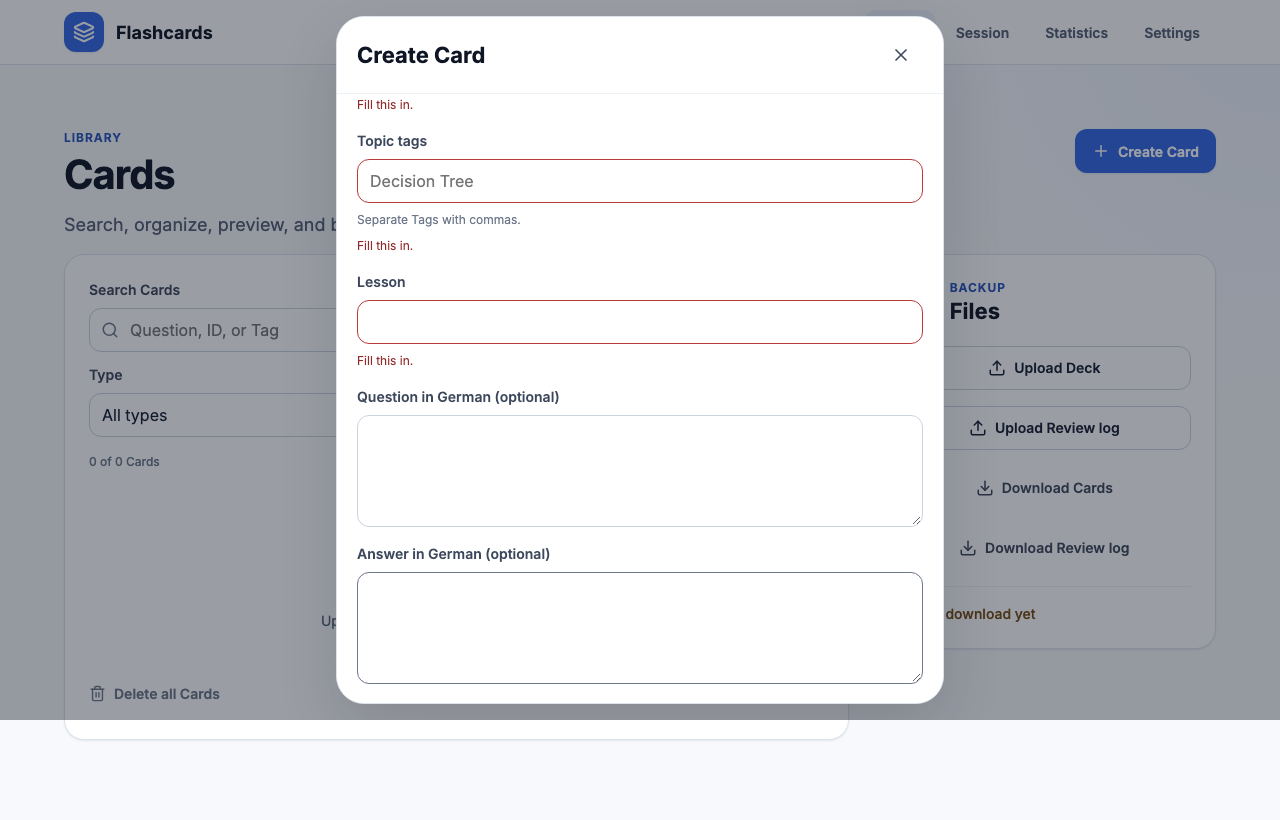 Flashcards
Session
Statistics
Settings
LIBRARY
Cards
Search, organize, preview, and
Create Card
Search Cards
Question, ID, or Tag
Type
All types
0 of 0 Cards
Up
Delete all Cards
Create Card
Fill this in.
Topic tags
Decision Tree
Separate Tags with commas.
Fill this in.
Lesson
Fill this in.
Question in German (optional)
Answer in German (optional)
BACKUP
Files
Upload Deck
Upload Review log
Download Cards
Download Review log
download yet